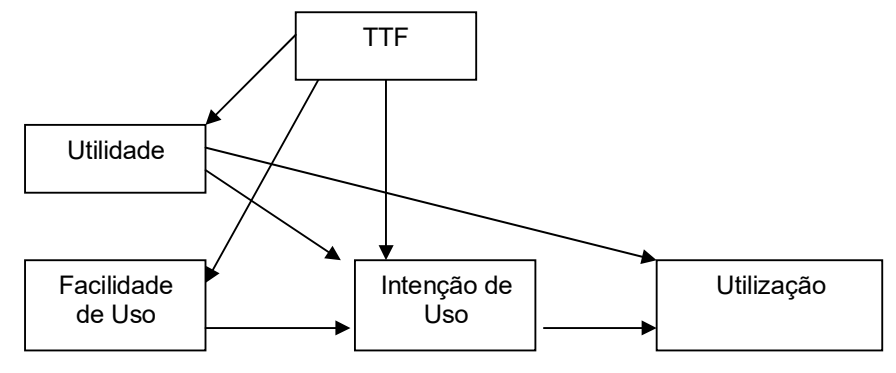 TTF
Utilidade
Facilidade
de Uso
Intenção de
Uso
Utilização